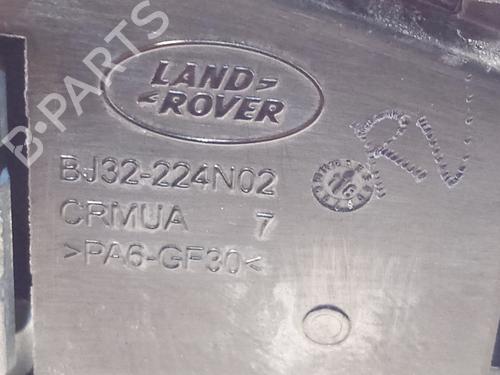 B·PARTS
LAND
ROVER
BJ32-224N02
CRMUA 7
>PA6-GF30<